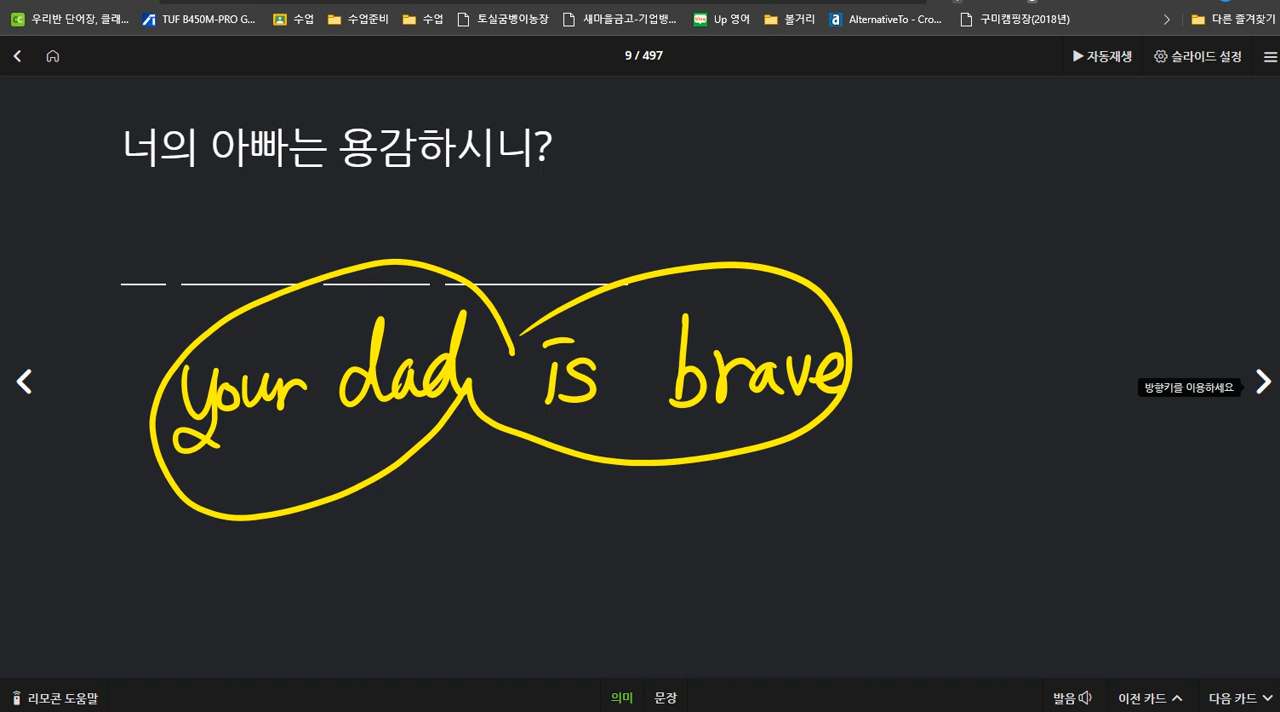 우리반 단어장, 클래... TUF B450M-PRO G... 수업 수업준비 수업 토실굼벵이농장 새마을금고-기업뱅... Up 영어 볼거리 AlternativeTo - Cro... 구미캠핑장(2018년) 다른 즐겨찾기
9 / 497 자동재생 슬라이드 설정
너의 아빠는 용감하시니?
your dad is brave
방향키를 이용하세요
리모콘 도움말 의미 문장 발음 이전 카드 다음 카드